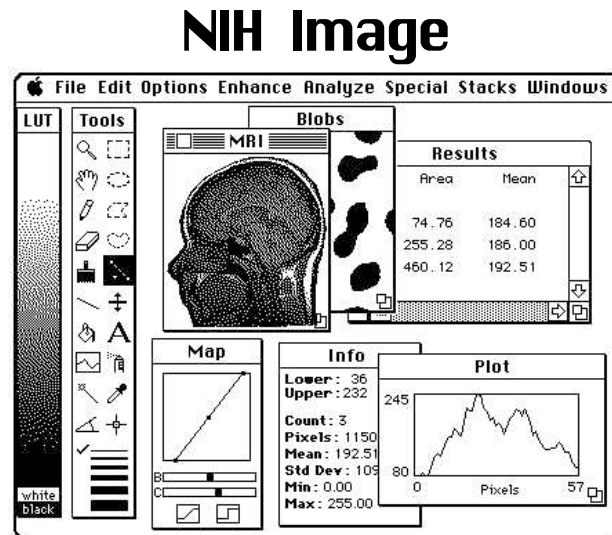 NIH Image
File Edit Options Enhance Analyze Special Stacks Windows
LUT
white
black
Tools
A
Blobs
MRI
Results
Area Mean
74.76 184.60
255.28 186.00
460.12 192.51
Map
B
C
Info
Lower: 36
Upper:232
Count: 3
Pixels: 1150
Mean: 192.51
Std Dev: 109
Min: 0.00
Max: 255.00
Plot
245
80
0 Pixels 57